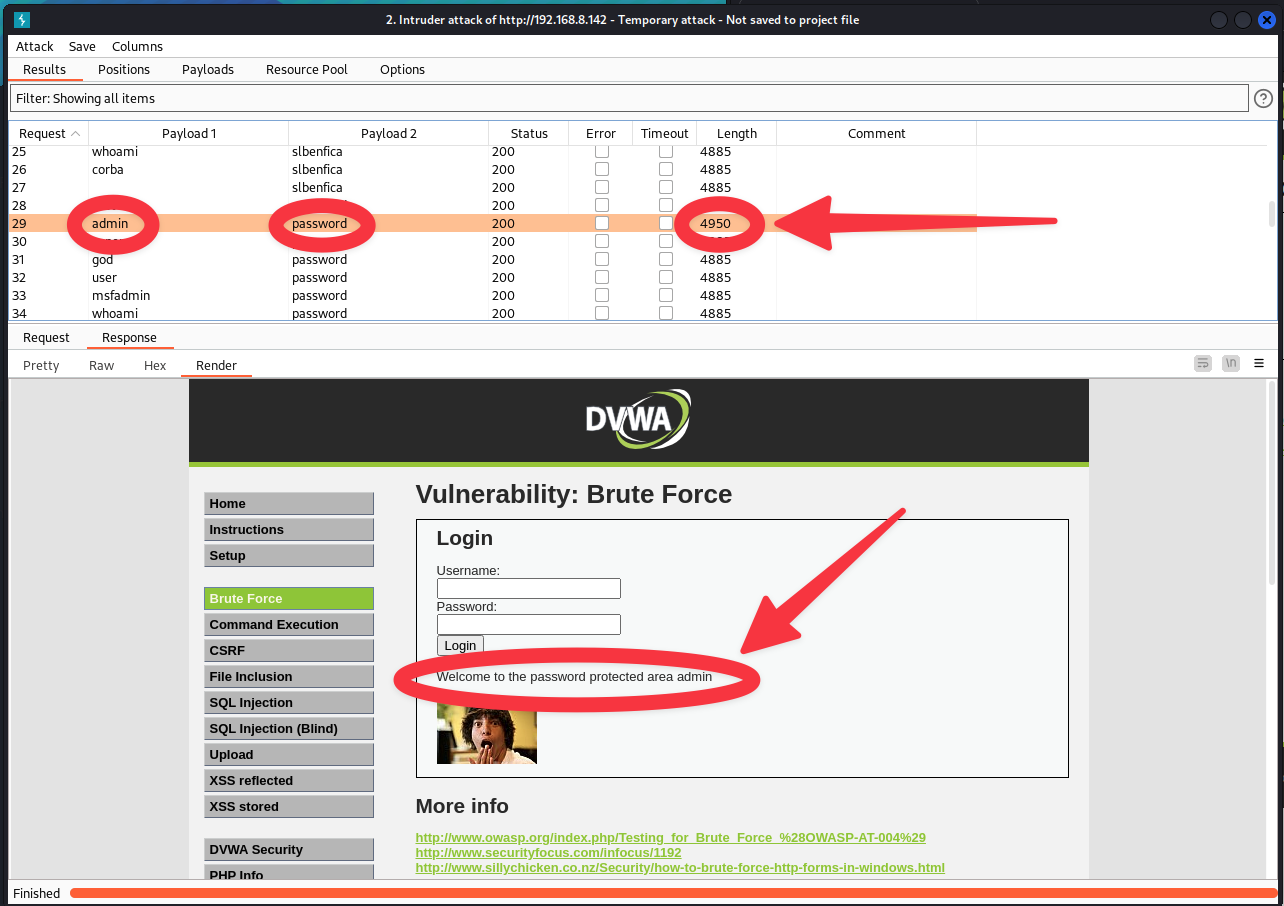 2. Intruder attack of http://192.168.8.142 - Temporary attack - Not saved to project file
Attack Save Columns
Results Positions Payloads Resource Pool Options
Filter: Showing all items
?
Request Payload 1 Payload 2 Status Error Timeout Length Comment
25 whoami slbenfica 200 4885
26 corba slbenfica 200 4885
27 slbenfica 200 4885
28 200
29 admin password 200 4950
30 200
31 god password 200 4885
32 user password 200 4885
33 msfadmin password 200 4885
34 whoami password 200 4885
Request Response
Pretty Raw Hex Render \n
DVWA
Home
Instructions
Setup
Brute Force
Command Execution
CSRF
File Inclusion
SQL Injection
SQL Injection (Blind)
Upload
XSS reflected
XSS stored
DVWA Security
PHP Info
Vulnerability: Brute Force
Login
Username:
Password:
Login
Welcome to the password protected area admin
More info
http://www.owasp.org/index.php/Testing_for_Brute_Force_%28OWASP-AT-004%29
http://www.securityfocus.com/infocus/1192
http://www.sillychicken.co.nz/Security/how-to-brute-force-http-forms-in-windows.html
Finished